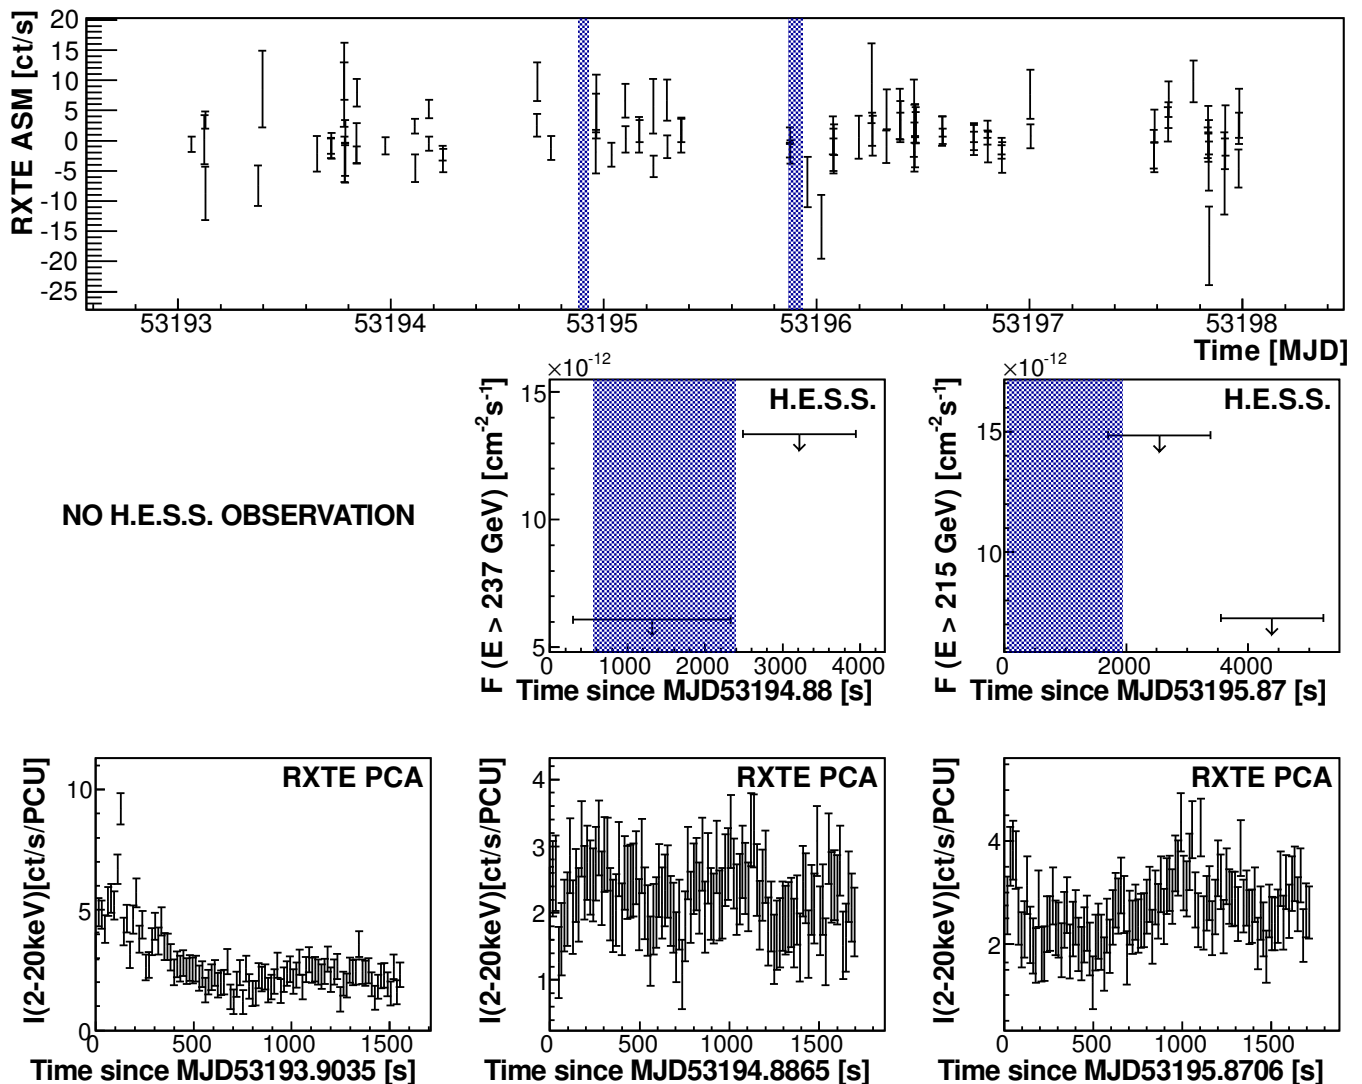 RXTE ASM [ct/s]
20
15
10
5
0
-5
-10
-15
-20
-25
53193 53194 53195 53196 53197 53198
Time [MJD]
NO H.E.S.S. OBSERVATION
×10-12
H.E.S.S.
F (E > 237 GeV) [cm-2s-1]
15
10
5
0 1000 2000 3000 4000
Time since MJD53194.88 [s]
×10-12
H.E.S.S.
F (E > 215 GeV) [cm-2s-1]
15
10
0 2000 4000
Time since MJD53195.87 [s]
RXTE PCA
I(2-20keV)[ct/s/PCU]
10
5
0
0 500 1000 1500
Time since MJD53193.9035 [s]
RXTE PCA
I(2-20keV)[ct/s/PCU]
4
3
2
1
0 500 1000 1500
Time since MJD53194.8865 [s]
RXTE PCA
I(2-20keV)[ct/s/PCU]
4
2
0 500 1000 1500
Time since MJD53195.8706 [s]